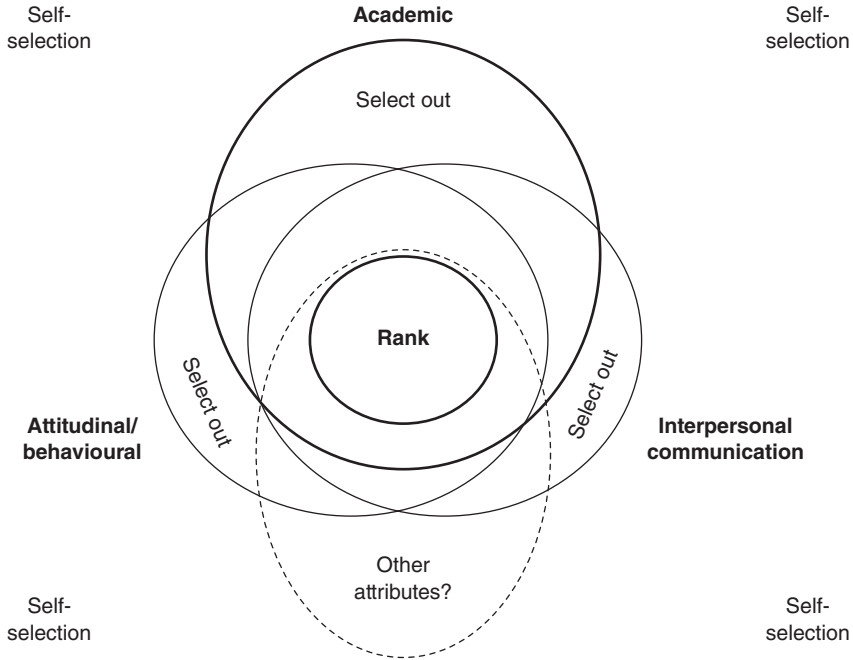 Self-
selection
Academic
Self-
selection
Select out
Rank
Select out
Select out
Attitudinal/
behavioural
Interpersonal
communication
Other
attributes?
Self-
selection
Self-
selection